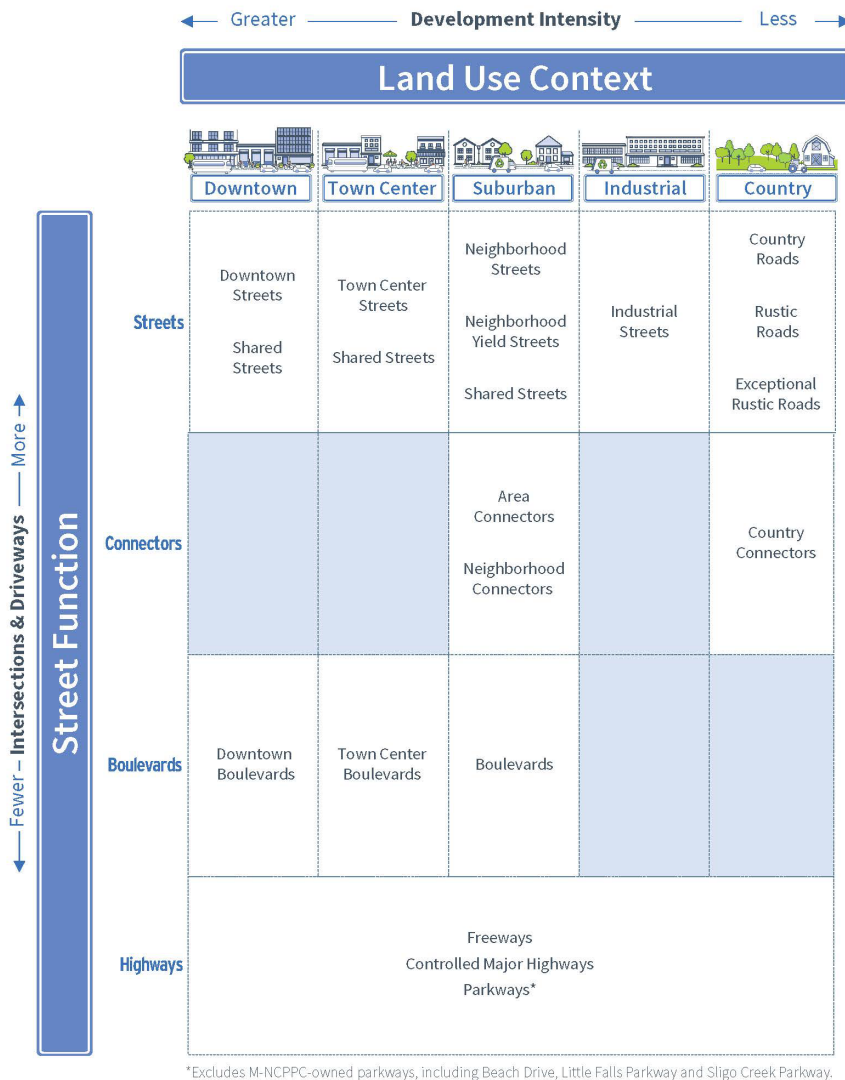 Greater Development Intensity Less
Land Use Context
Downtown Town Center Suburban Industrial Country
Fewer Intersections & Driveways More
Street Function
Streets
Downtown
Streets
Shared
Streets
Town Center
Streets
Shared Streets
Neighborhood
Streets
Neighborhood
Yield Streets
Shared Streets
Industrial
Streets
Country
Roads
Rustic
Roads
Exceptional
Rustic Roads
Connectors
Area
Connectors
Neighborhood
Connectors
Country
Connectors
Boulevards
Downtown
Boulevards
Town Center
Boulevards
Boulevards
Highways
Freeways
Controlled Major Highways
Parkways*
*Excludes M-NCPPC-owned parkways, including Beach Drive, Little Falls Parkway and Sligo Creek Parkway.